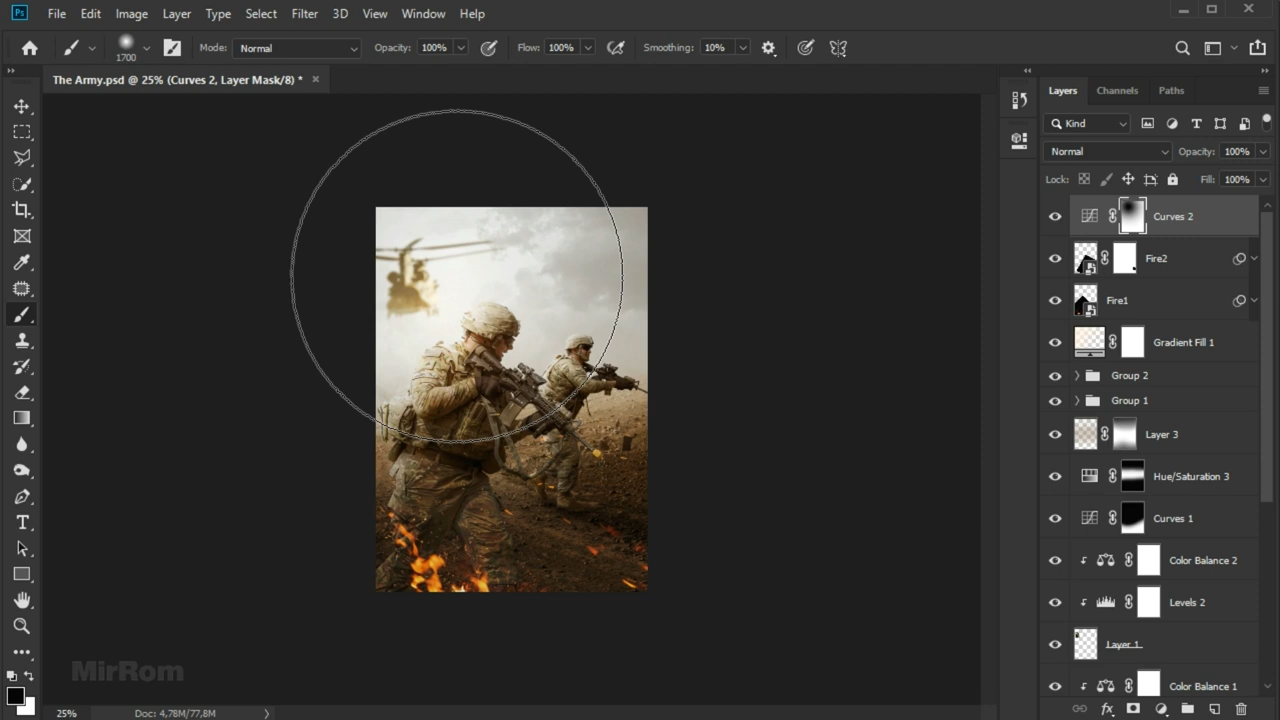 Ps File Edit Image Layer Type Select Filter 3D View Window Help
1700 Mode: Normal Opacity: 100% Flow: 100% Smoothing: 10%
The Army.psd @ 25% (Curves 2, Layer Mask/8) * ×
Layers Channels Paths
Kind
Normal Opacity: 100%
Lock: Fill: 100%
Curves 2
Fire2
Fire1
Gradient Fill 1
Group 2
Group 1
Layer 3
Hue/Saturation 3
Curves 1
Color Balance 2
Levels 2
Layer 1
Color Balance 1
MirRom
25% Doc: 4,78M/77,8M